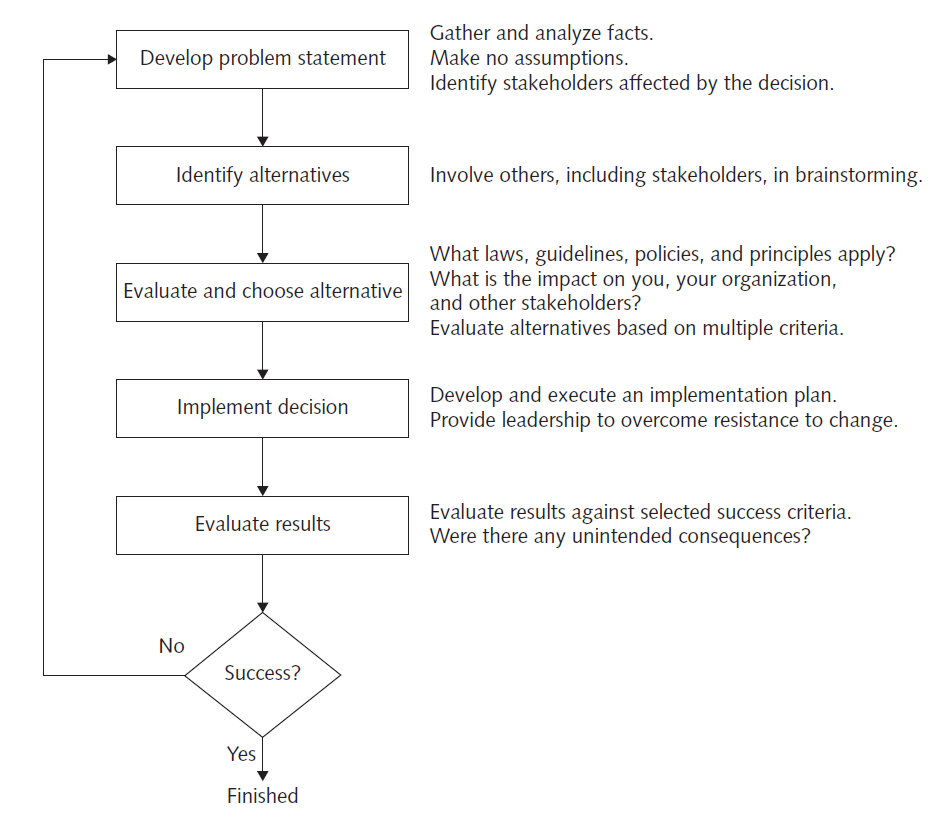 Develop problem statement
Gather and analyze facts.
Make no assumptions.
Identify stakeholders affected by the decision.
Identify alternatives
Involve others, including stakeholders, in brainstorming.
Evaluate and choose alternative
What laws, guidelines, policies, and principles apply?
What is the impact on you, your organization,
and other stakeholders?
Evaluate alternatives based on multiple criteria.
Implement decision
Develop and execute an implementation plan.
Provide leadership to overcome resistance to change.
Evaluate results
Evaluate results against selected success criteria.
Were there any unintended consequences?
No
Success?
Yes
Finished